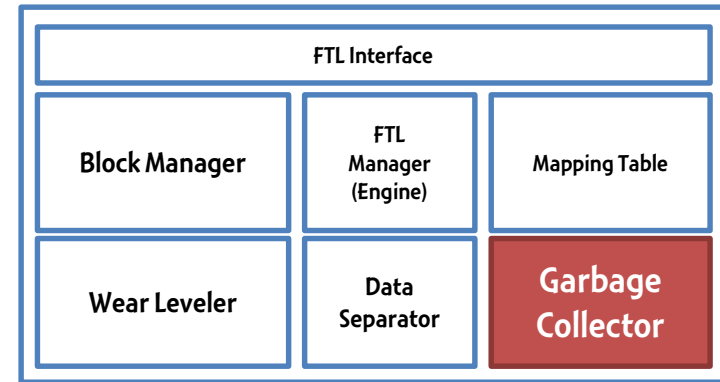 FTL Interface
Block Manager
FTL
Manager
(Engine)
Mapping Table
Wear Leveler
Data
Separator
Garbage
Collector